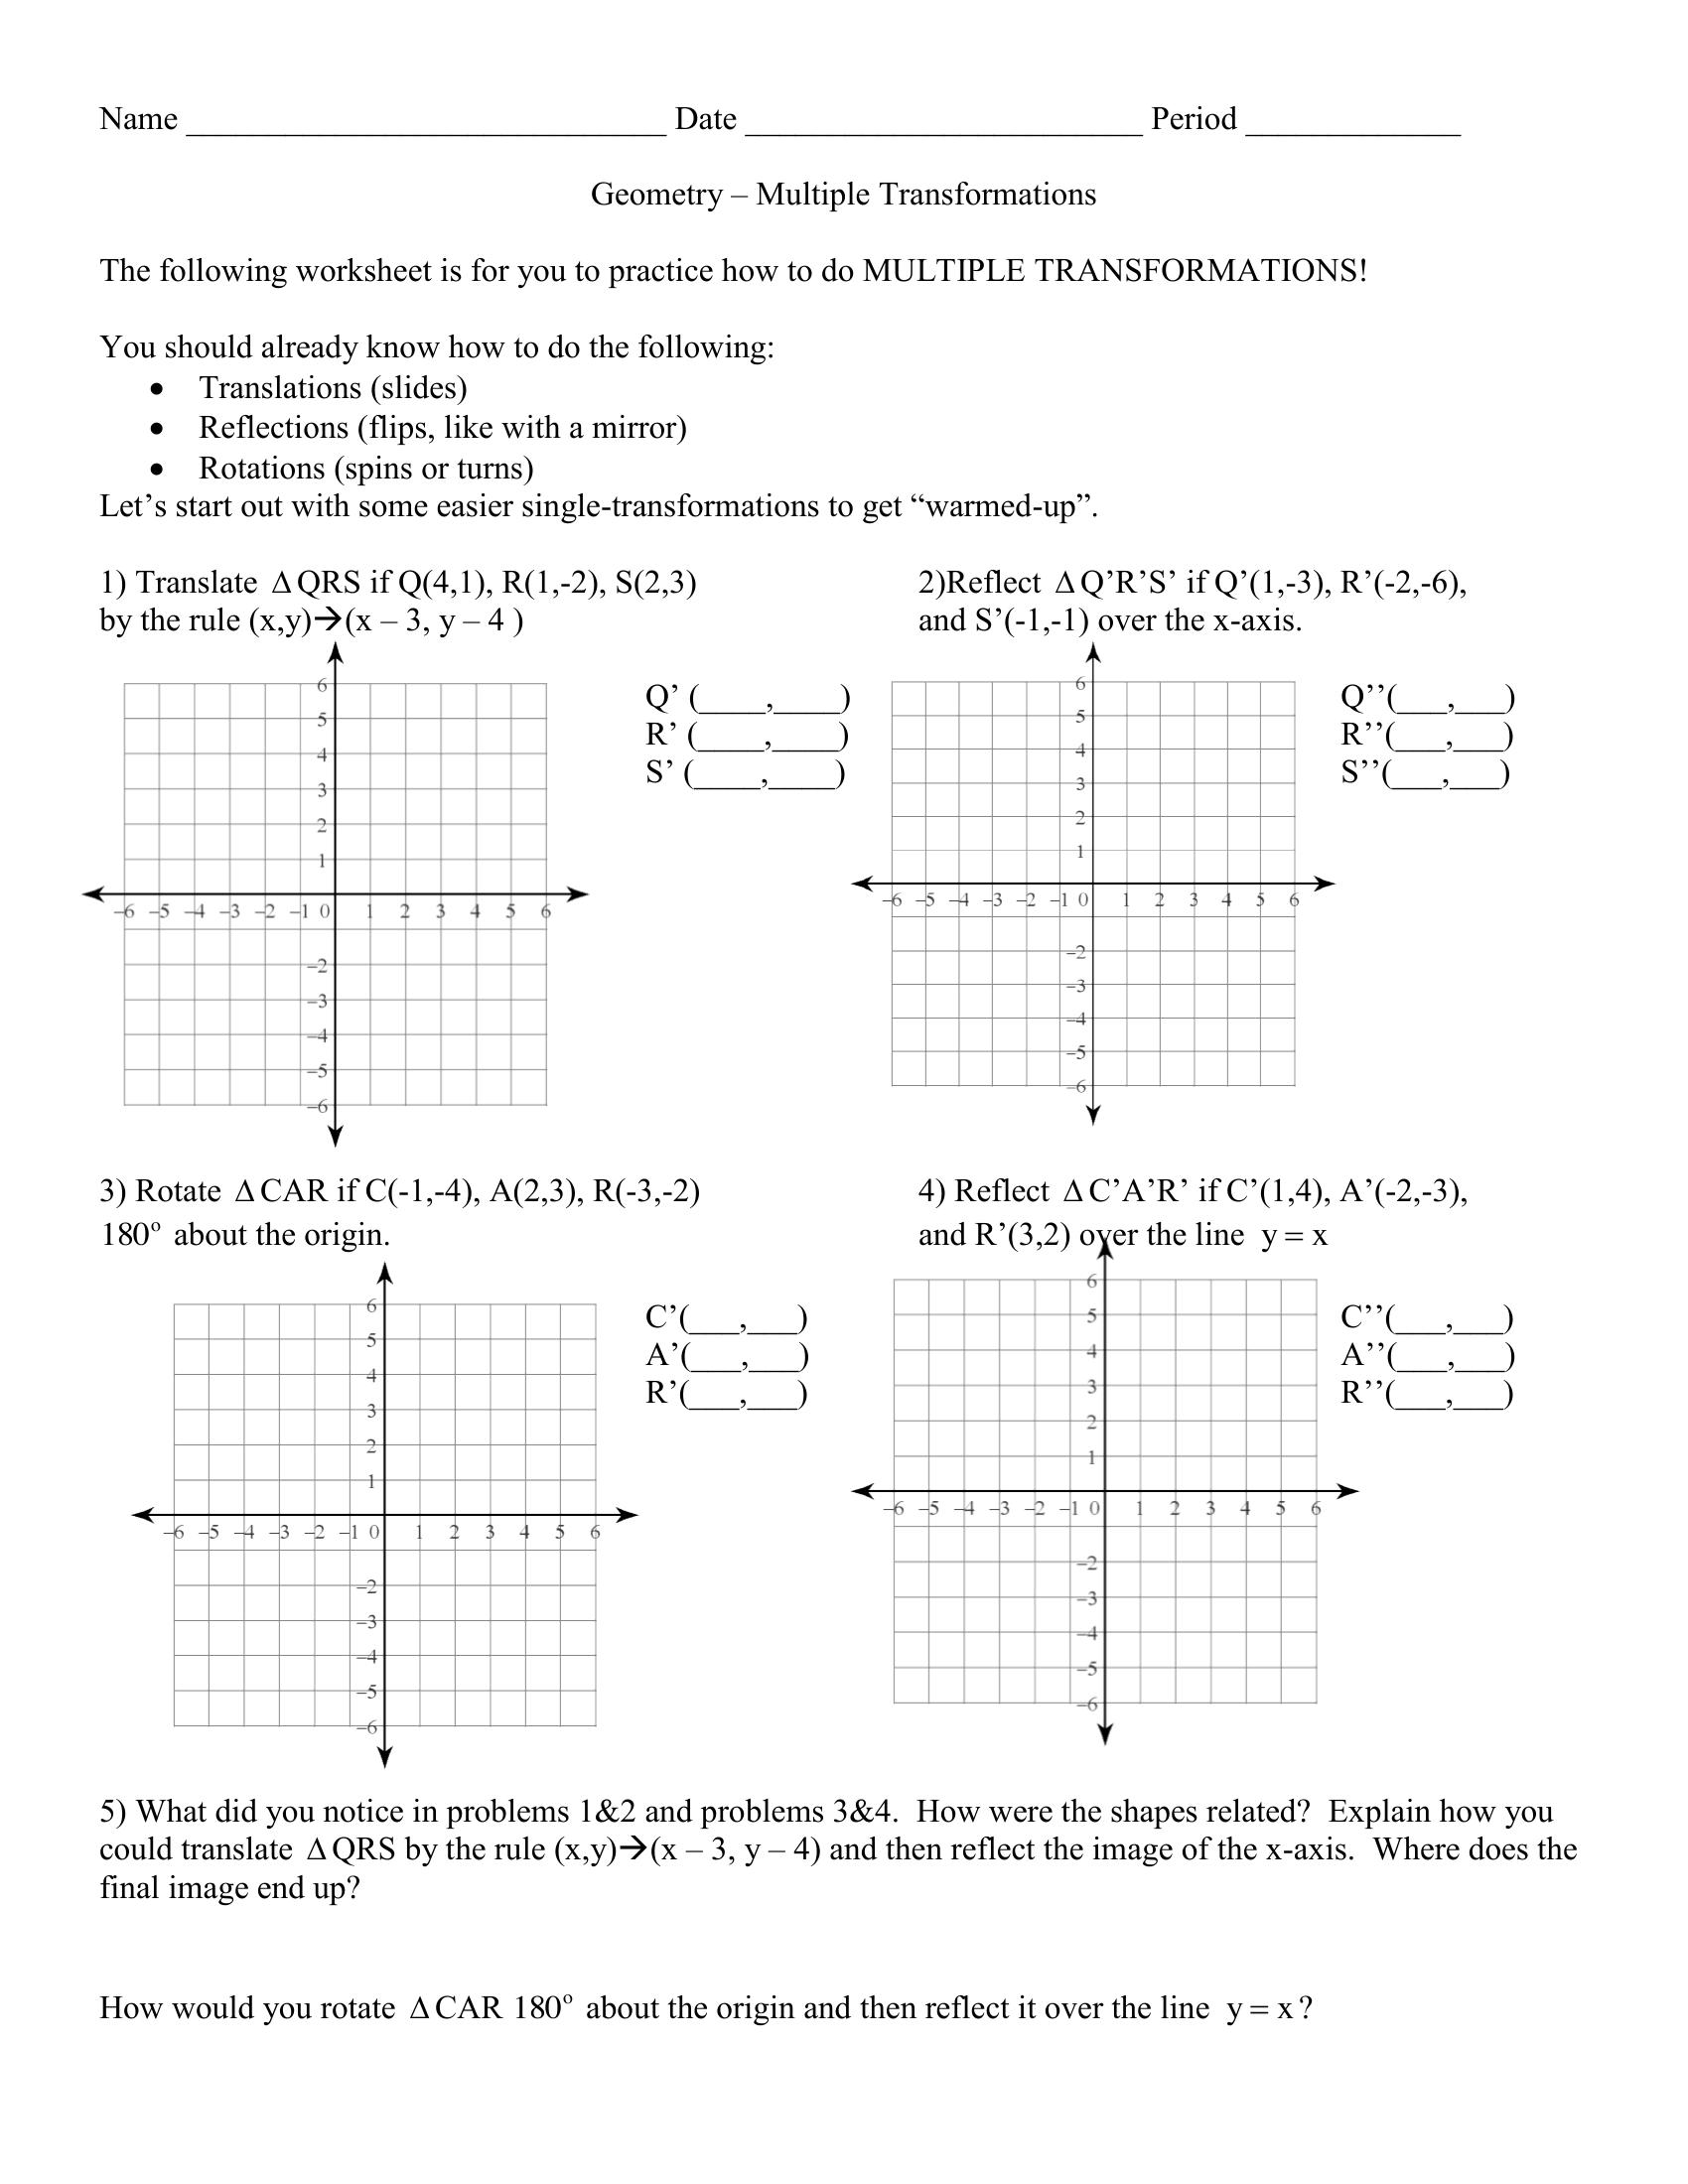 Name _____________________________ Date ________________________ Period _____________
Geometry – Multiple Transformations
The following worksheet is for you to practice how to do MULTIPLE TRANSFORMATIONS!
You should already know how to do the following:
• Translations (slides)
• Reflections (flips, like with a mirror)
• Rotations (spins or turns)
Let’s start out with some easier single-transformations to get “warmed-up”.
1) Translate Δ QRS if Q(4,1), R(1,-2), S(2,3)
by the rule (x,y)→(x – 3, y – 4 )
6
5
4
3
2
1
–6 –5 –4 –3 –2 –1 0 1 2 3 4 5 6
–2
–3
–4
–5
–6
Q’ (____,____)
R’ (____,____)
S’ (____,____)
2)Reflect Δ Q’R’S’ if Q’(1,-3), R’(-2,-6),
and S’(-1,-1) over the x-axis.
6
5
4
3
2
1
–6 –5 –4 –3 –2 –1 0 1 2 3 4 5 6
–2
–3
–4
–5
–6
Q’’(___,___)
R’’(___,___)
S’’(___,___)
3) Rotate Δ CAR if C(-1,-4), A(2,3), R(-3,-2)
180° about the origin.
6
5
4
3
2
1
–6 –5 –4 –3 –2 –1 0 1 2 3 4 5 6
–2
–3
–4
–5
–6
C’(___,___)
A’(___,___)
R’(___,___)
4) Reflect Δ C’A’R’ if C’(1,4), A’(-2,-3),
and R’(3,2) over the line y = x
6
5
4
3
2
1
–6 –5 –4 –3 –2 –1 0 1 2 3 4 5 6
–2
–3
–4
–5
–6
C’’(___,___)
A’’(___,___)
R’’(___,___)
5) What did you notice in problems 1&2 and problems 3&4. How were the shapes related? Explain how you
could translate Δ QRS by the rule (x,y)→(x – 3, y – 4) and then reflect the image of the x-axis. Where does the
final image end up?
How would you rotate Δ CAR 180° about the origin and then reflect it over the line y = x ?